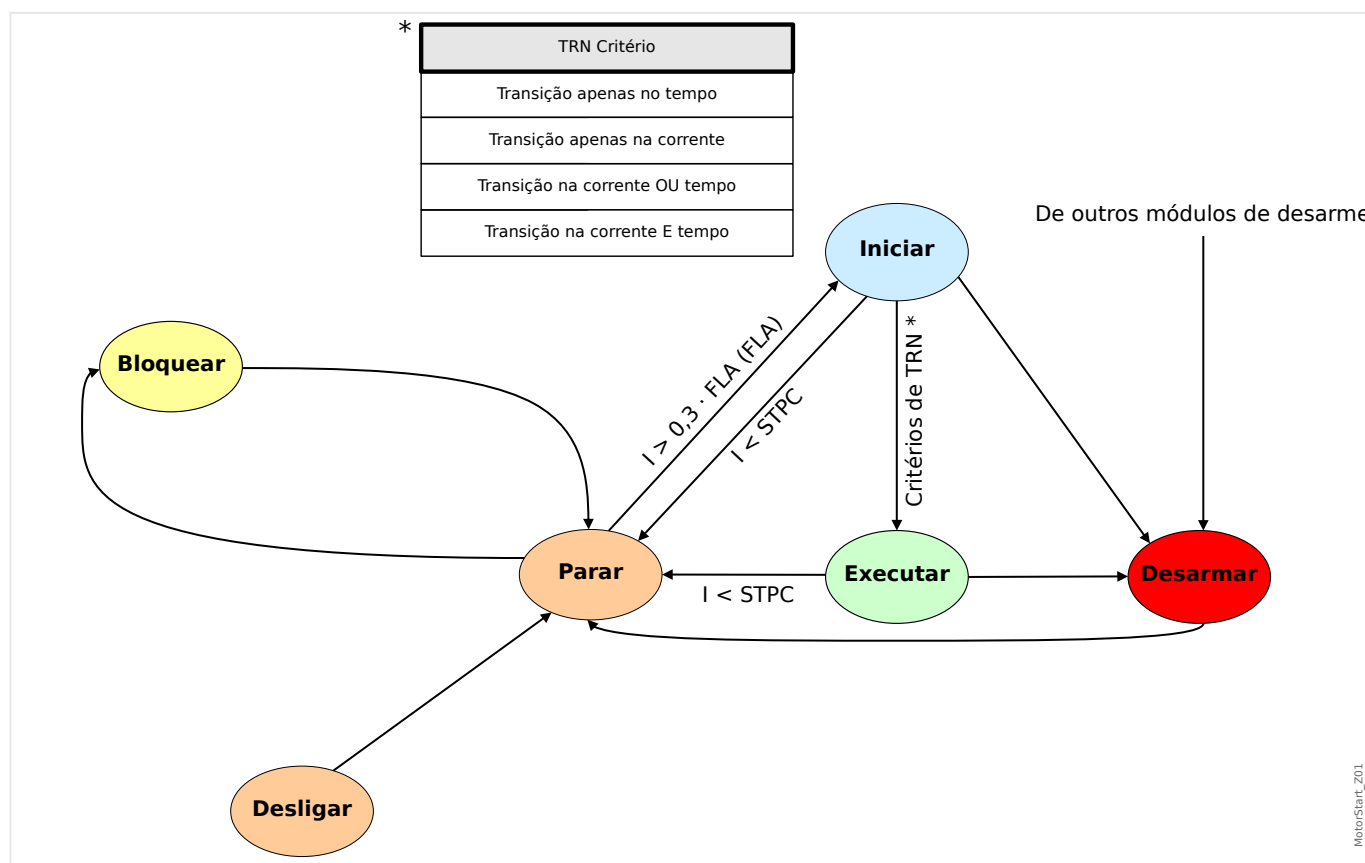 *
TRN Critério
Transição apenas no tempo
Transição apenas na corrente
Transição na corrente OU tempo
Transição na corrente E tempo
De outros módulos de desarme
Iniciar
Bloquear
I > 0,3 · FLA (FLA)
I < STPC
Critérios de TRN *
Parar
Executar
Desarmar
I < STPC
Desligar
MotorStart_Z01